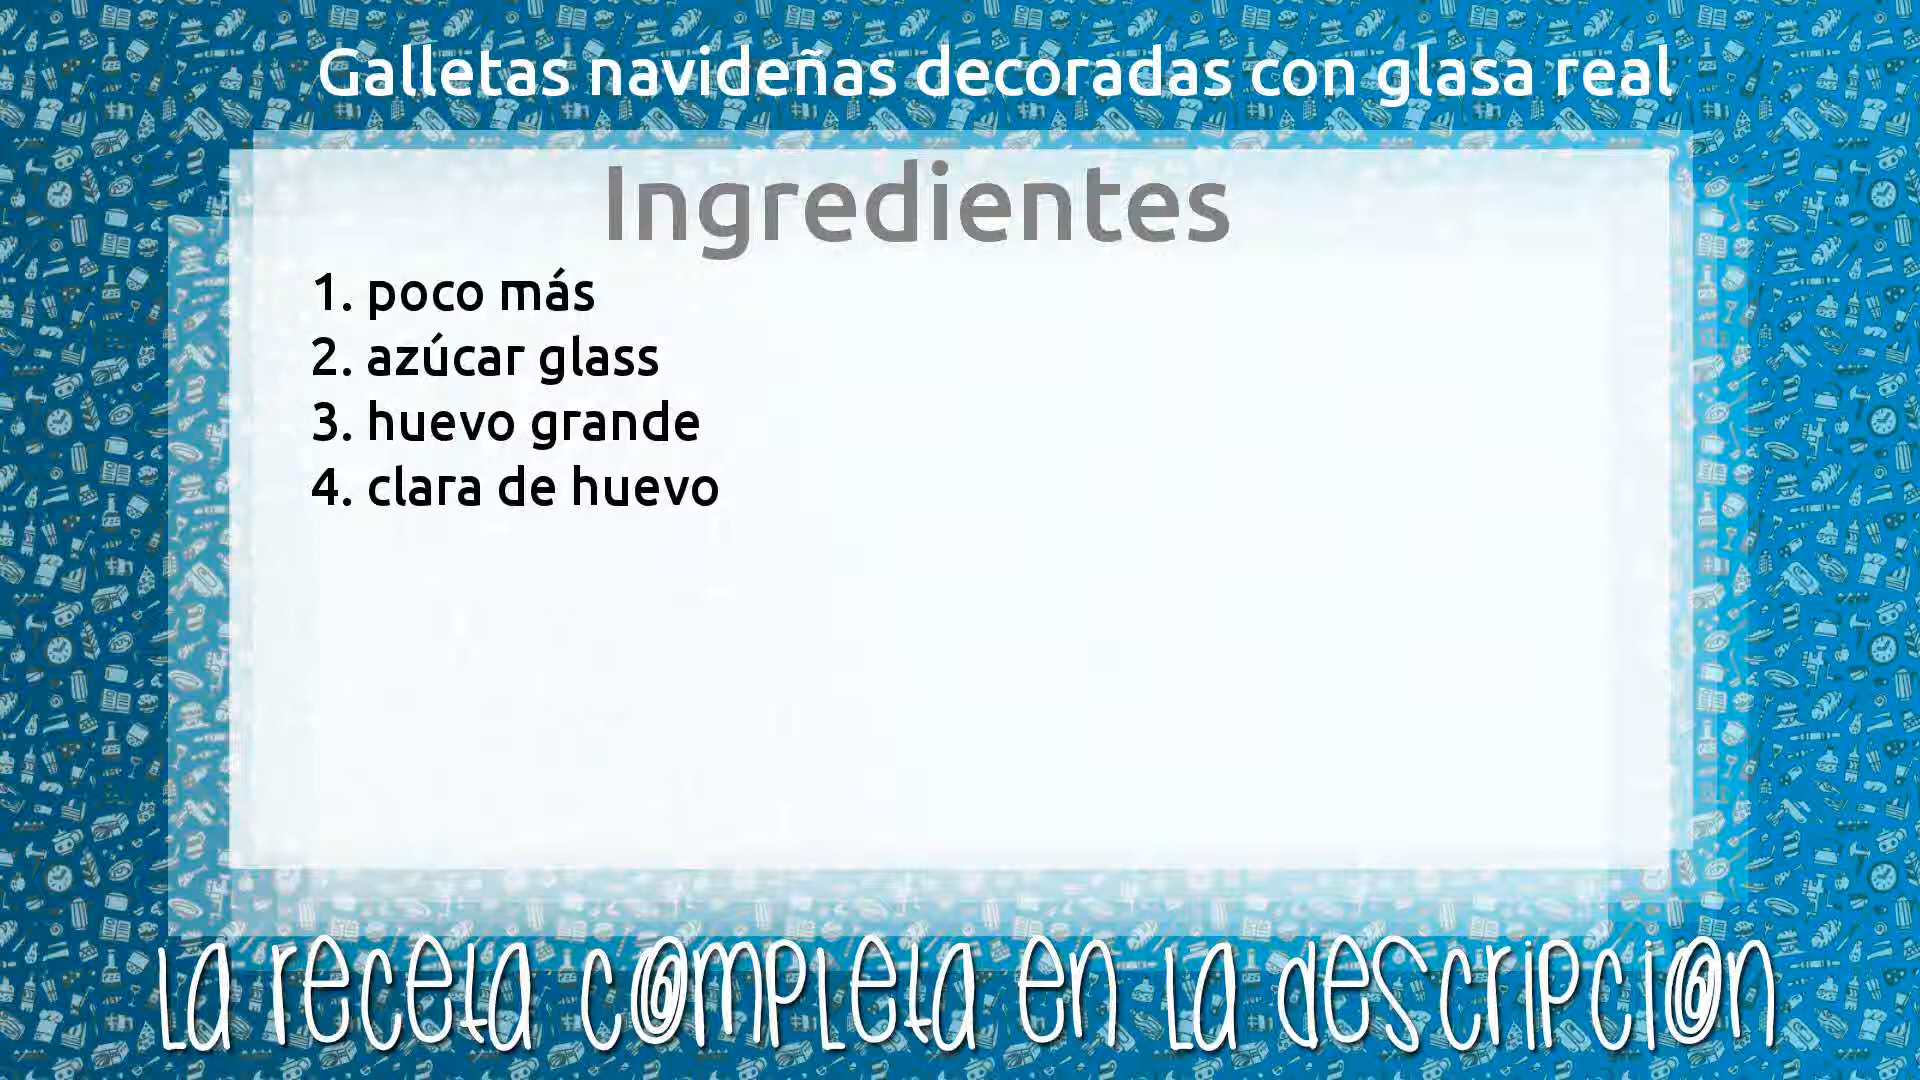 Galletas navideñas decoradas con glasa real
Ingredientes
1. poco más
2. azúcar glass
3. huevo grande
4. clara de huevo
La receta c@mpleta en la descripci@n